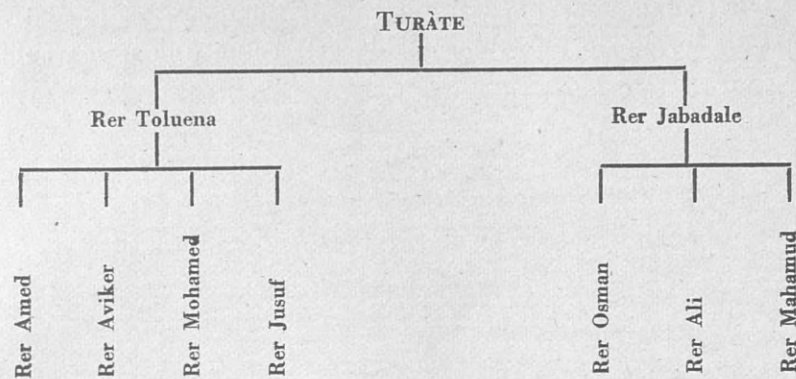 TURÀTE
Rer Toluena
Rer Jabadale
Rer Amed
Rer Aviker
Rer Mohamed
Rer Jusuf
Rer Osman
Rer Ali
Rer Mahamud